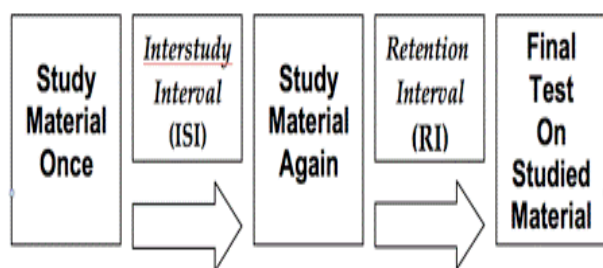 Study
Material
Once
Interstudy
Interval
(ISI)
Study
Material
Again
Retention
Interval
(RI)
Final
Test
On
Studied
Material